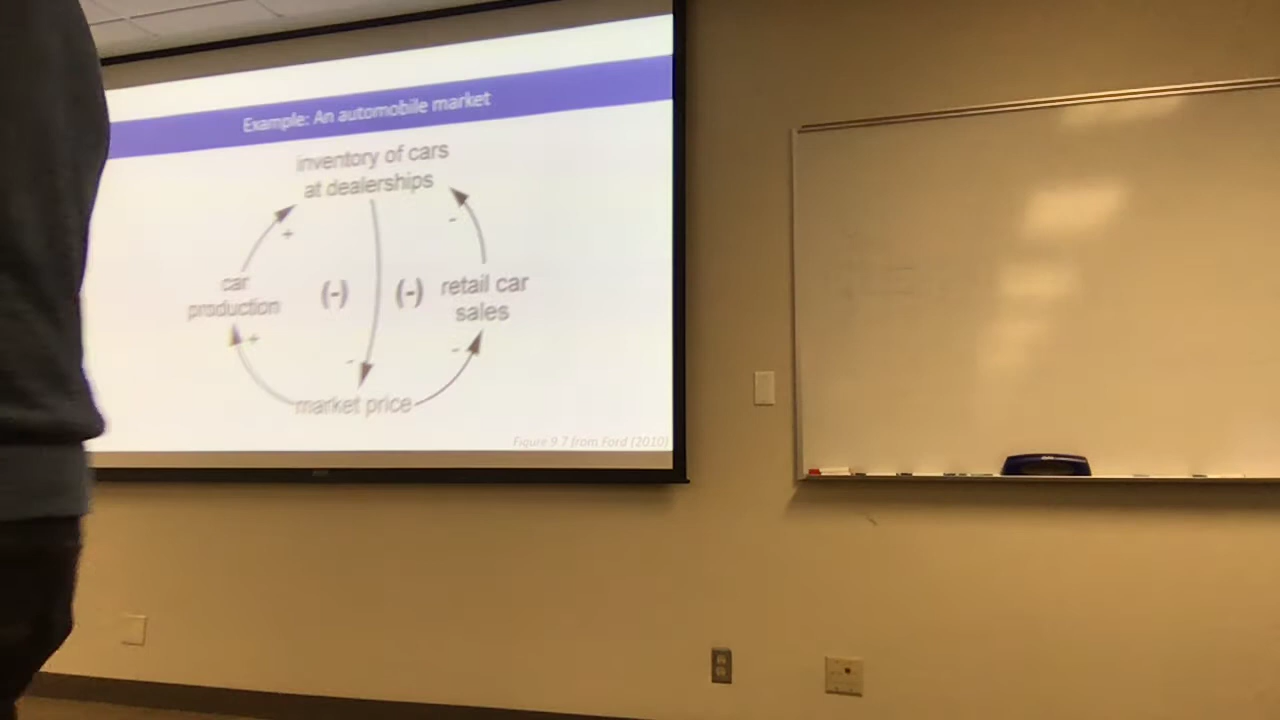 Example: An automobile market
inventory of cars
at dealerships
-
+
car
production
(-)
(-)
retail car
sales
+
-
-
market price
Figure 9.7 from Ford (2010)